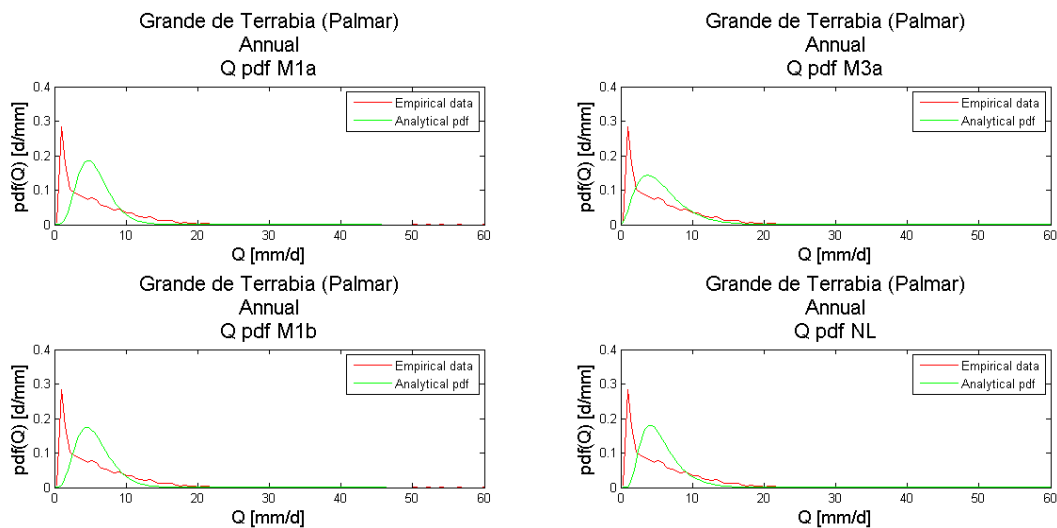 Grande de Terrabia (Palmar)
Annual
Q pdf M1a
0.4
0.3
0.2
0.1
0
pdf(Q) [d/mm]
Empirical data
Analytical pdf
0 10 20 30 40 50 60
Q [mm/d]
Grande de Terrabia (Palmar)
Annual
Q pdf M3a
0.4
0.3
0.2
0.1
0
pdf(Q) [d/mm]
Empirical data
Analytical pdf
0 10 20 30 40 50 60
Q [mm/d]
Grande de Terrabia (Palmar)
Annual
Q pdf M1b
0.4
0.3
0.2
0.1
0
pdf(Q) [d/mm]
Empirical data
Analytical pdf
0 10 20 30 40 50 60
Q [mm/d]
Grande de Terrabia (Palmar)
Annual
Q pdf NL
0.4
0.3
0.2
0.1
0
pdf(Q) [d/mm]
Empirical data
Analytical pdf
0 10 20 30 40 50 60
Q [mm/d]